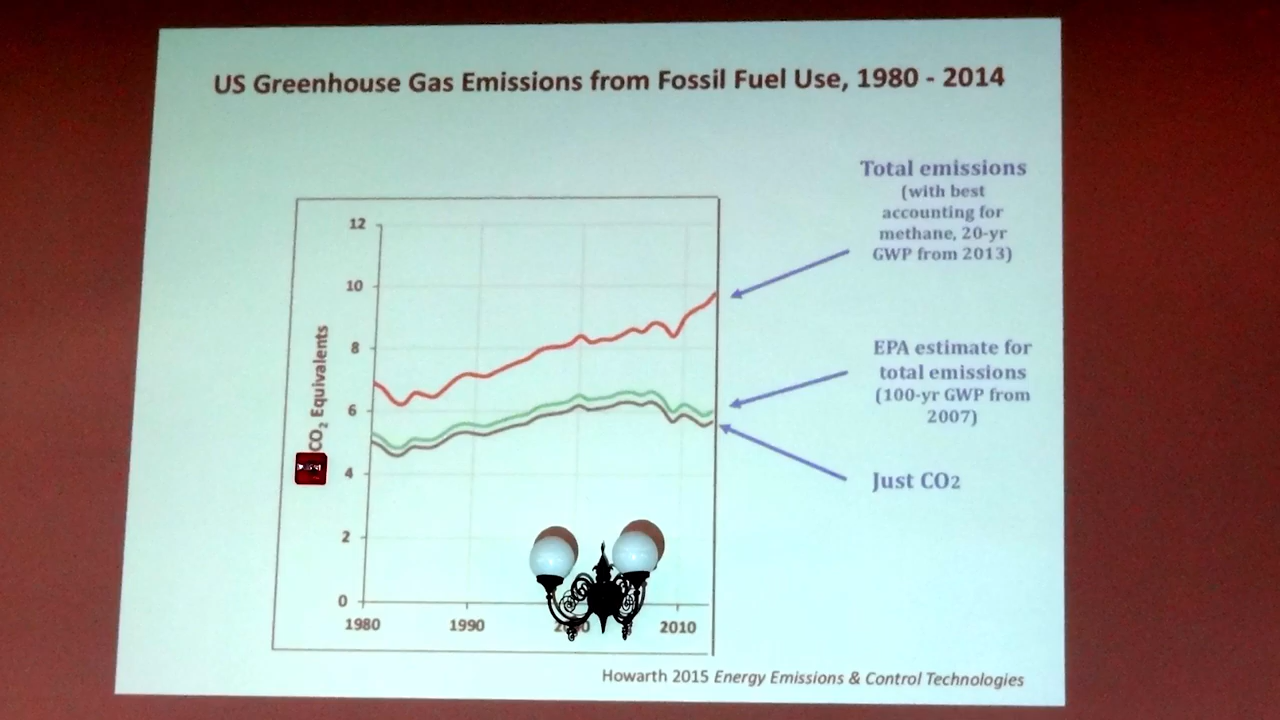 US Greenhouse Gas Emissions from Fossil Fuel Use, 1980 - 2014
Total emissions
(with best
accounting for
methane, 20-yr
GWP from 2013)
12
10
8
6
4
2
0
CO₂ Equivalents
EPA estimate for
total emissions
(100-yr GWP from
2007)
Just CO2
1980 1990 2010
Howarth 2015 Energy Emissions & Control Technologies